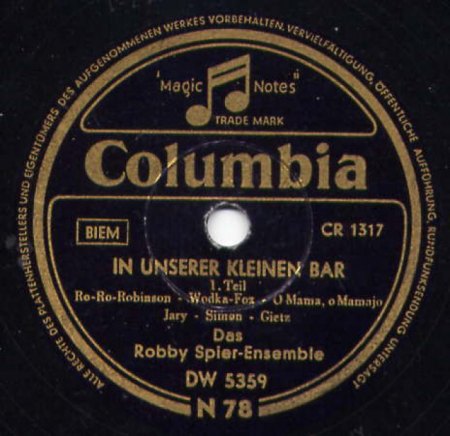 ALLE RECHTE DES PLATTENHERSTELLERS UND EIGENTÜMERS DES AUFGENOMMENEN WERKES VORBEHALTEN. VERVIELFÄLTIGUNG, ÖFFENTLICHE AUFFÜHRUNG, RUNDFUNKSENDUNG UNTERSAGT
"Magic Notes"
TRADE MARK
Columbia
BIEM
CR 1317
IN UNSERER KLEINEN BAR
1. Teil
Ro-Ro-Robinson - Wodka-Fox - O Mama, o Mamajo
Jary - Simon - Gietz
Das
Robby Spier-Ensemble
DW 5359
N 78